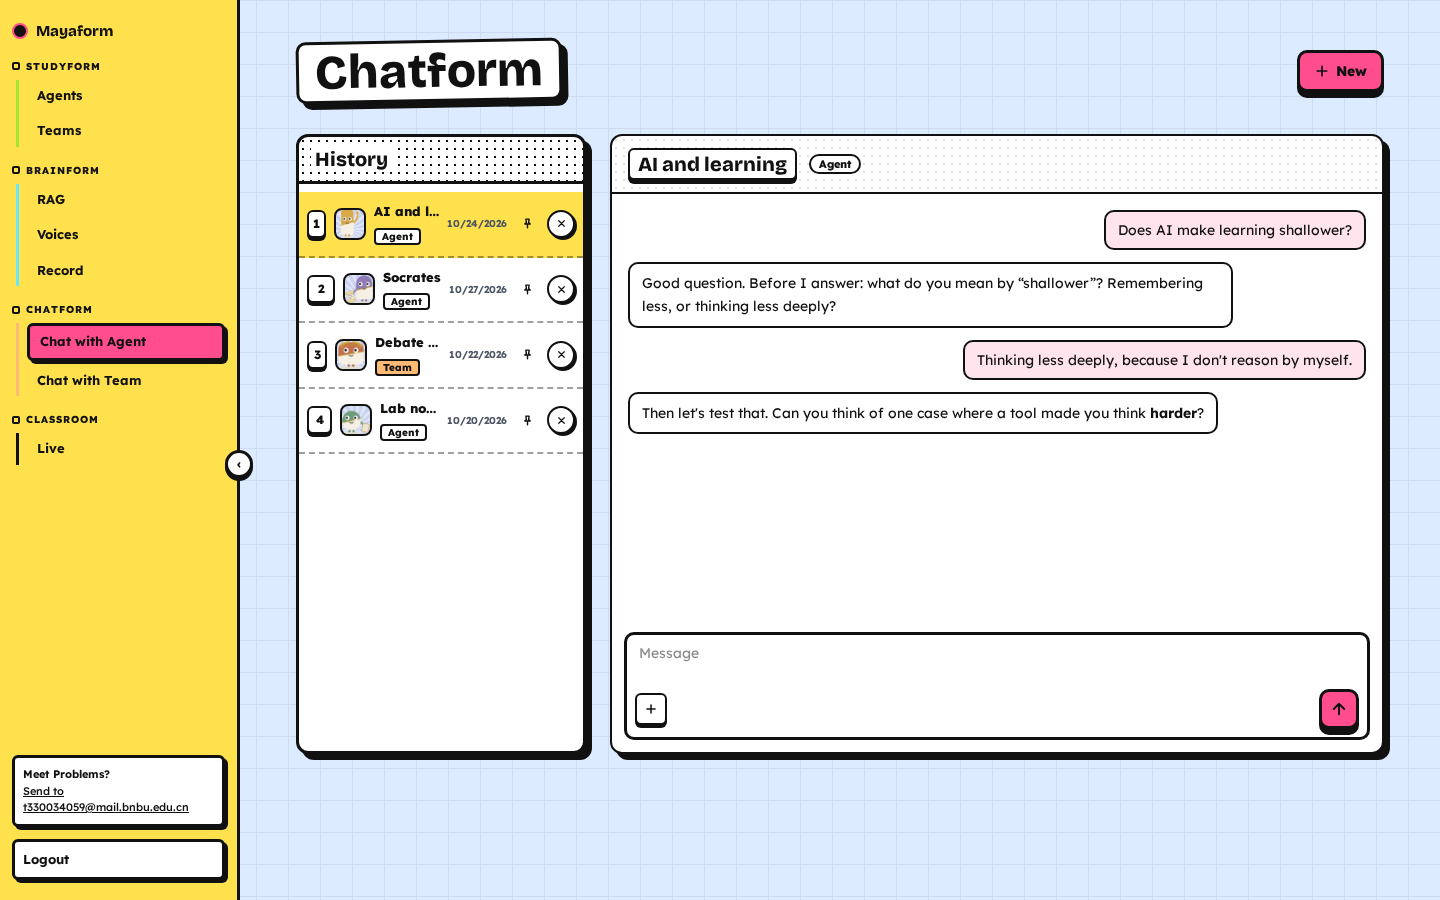 Mayaform
STUDYFORM
Agents
Teams
BRAINFORM
RAG
Voices
Record
CHATFORM
Chat with Agent
Chat with Team
CLASSROOM
Live
Meet Problems?
Send to
t330034059@mail.bnbu.edu.cn
Logout
Chatform
+ New
History
1 AI and l... 10/24/2026
Agent
2 Socrates 10/27/2026
Agent
3 Debate ... 10/22/2026
Team
4 Lab no... 10/20/2026
Agent
AI and learning Agent
Does AI make learning shallower?
Good question. Before I answer: what do you mean by “shallower”? Remembering
less, or thinking less deeply?
Thinking less deeply, because I don't reason by myself.
Then let's test that. Can you think of one case where a tool made you think harder?
Message